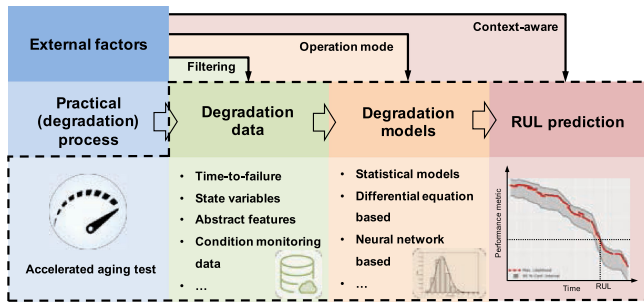 External factors
Context-aware
Operation mode
Filtering
Practical
(degradation)
process
Degradation
data
Degradation
models
RUL prediction
Accelerated aging test
• Time-to-failure
• State variables
• Abstract features
• Condition monitoring
data
• ...
• Statistical models
• Differential equation
based
• Neural network
based
• ...
Performance metric
Time
RUL